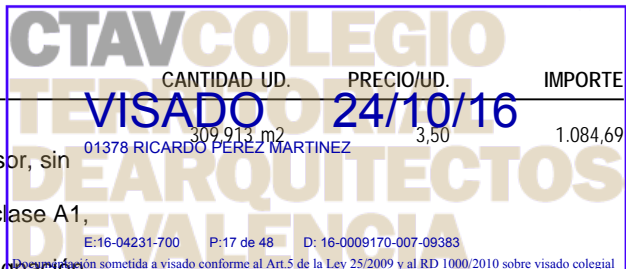 CTAVCOLEGIO
TERRITORIAL
DEARQUITECTOS
DEVALENCIA
CANTIDAD UD. PRECIO/UD. IMPORTE
VISADO 24/10/16
309,913 m2 3,50 1.084,69
01378 RICARDO PEREZ MARTINEZ
sor, sin
clase A1,
E:16-04231-700 P:17 de 48 D: 16-0009170-007-09383
Documentación sometida a visado conforme al Art.5 de la Ley 25/2009 y al RD 1000/2010 sobre visado colegial